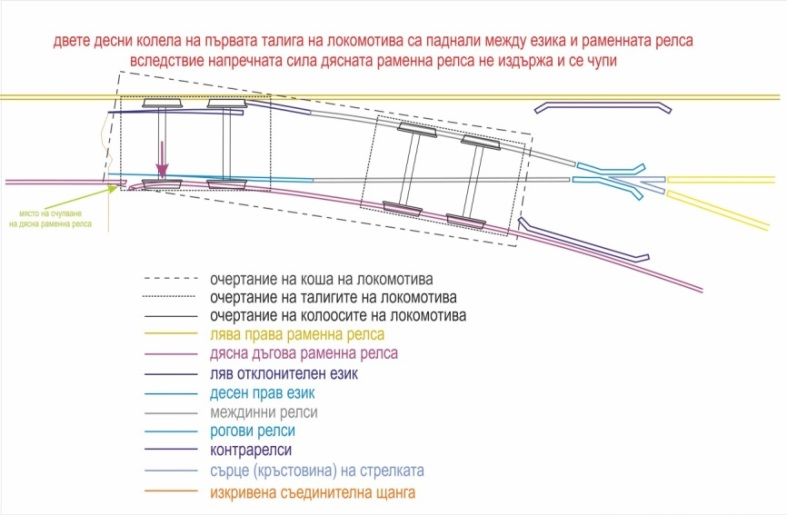 двете десни колела на първата талига на локомотива са паднали между езика и раменната релса
вследствие напречната сила дясната раменна релса не издържа и се чупи
място на счупване
на дясна раменна релса
очертание на коша на локомотива
очертание на талигите на локомотива
очертание на колоосите на локомотива
лява права раменна релса
дясна дъгова раменна релса
ляв отклонителен език
десен прав език
междинни релси
рогови релси
контрарелси
сърце (кръстовина) на стрелката
изкривена съединителна щанга